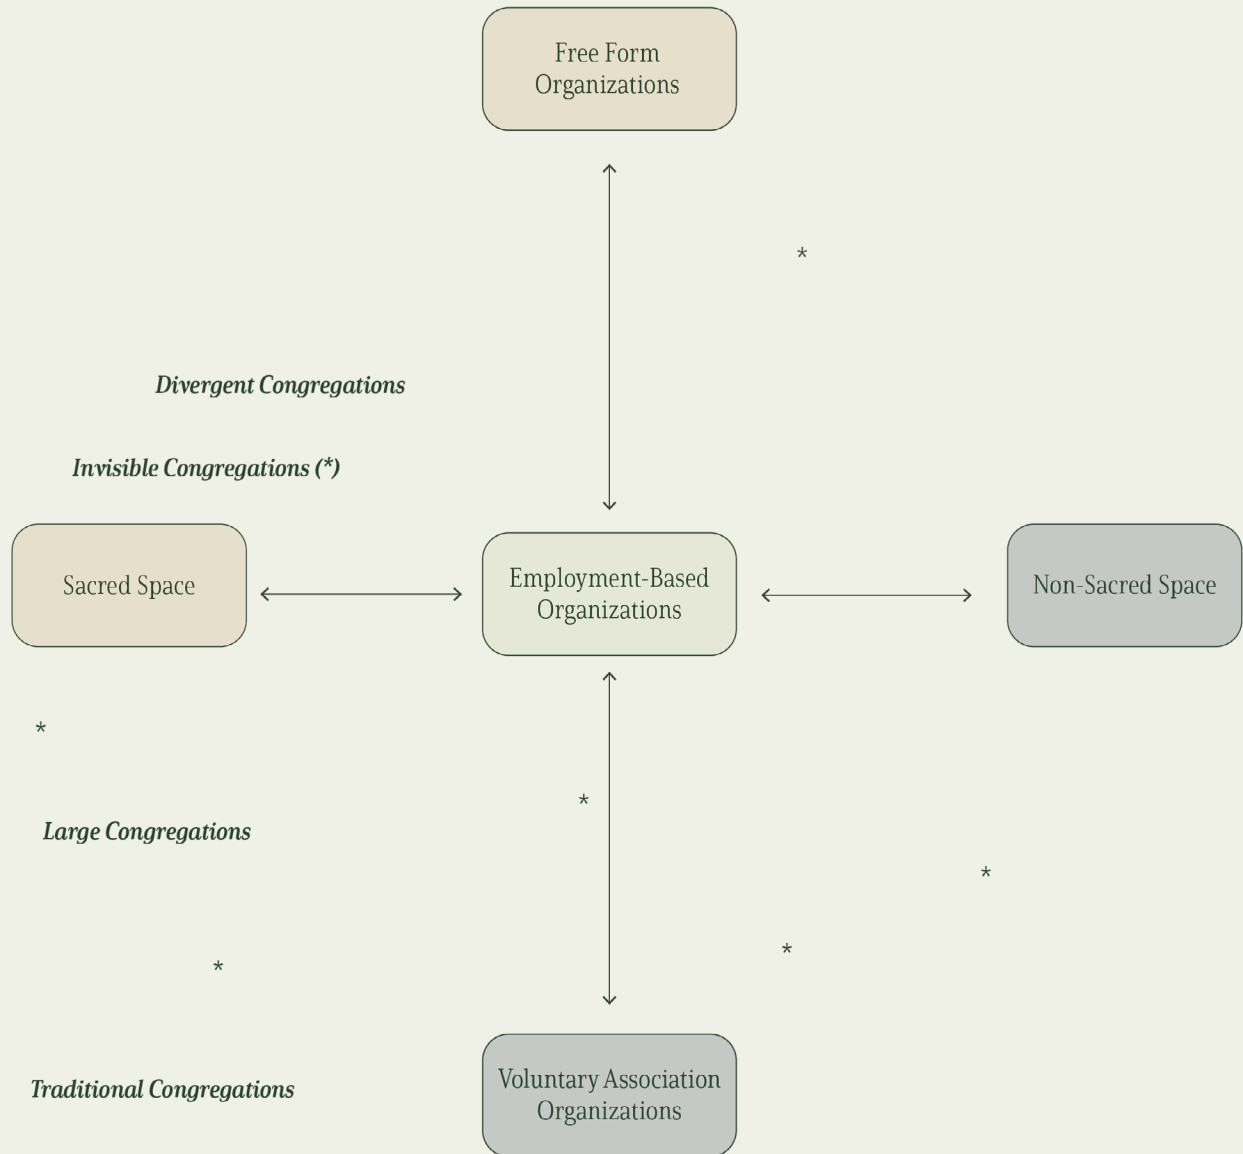 Free Form
Organizations
*
Divergent Congregations
Invisible Congregations (*)
Sacred Space
Employment-Based
Organizations
Non-Sacred Space
*
*
Large Congregations
*
*
*
Traditional Congregations
Voluntary Association
Organizations